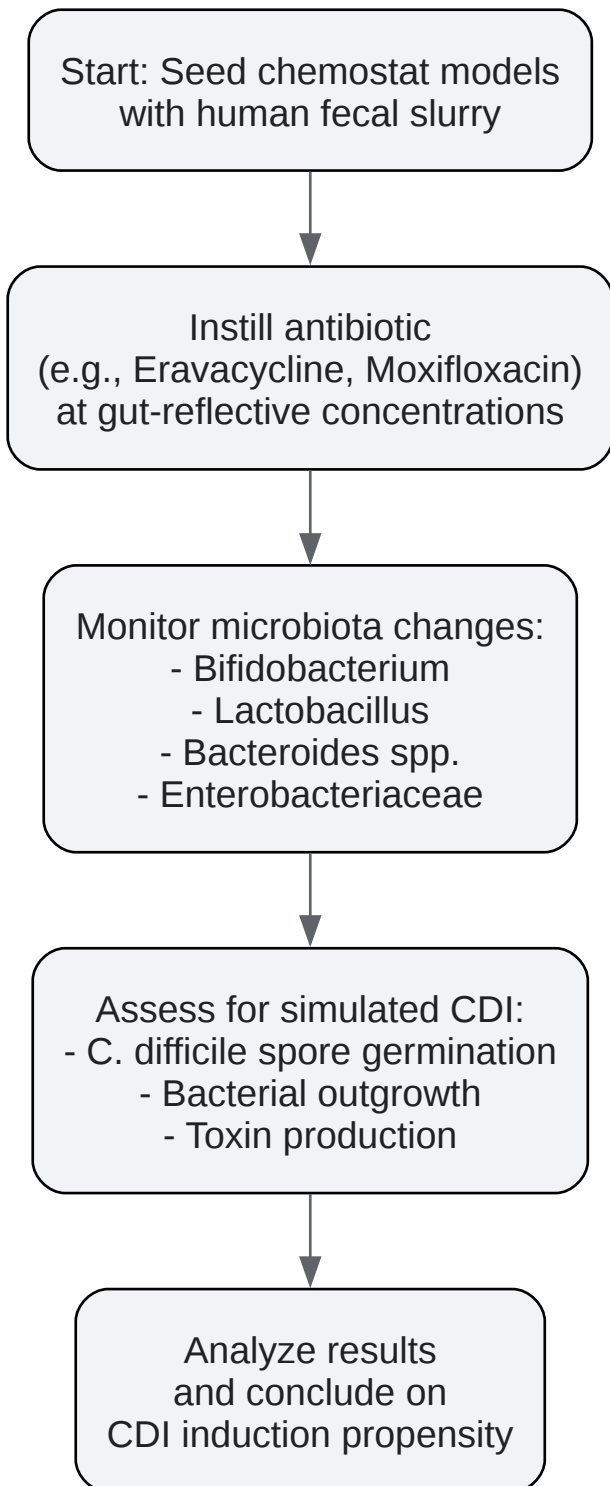 Start: Seed chemostat models
with human fecal slurry
Instill antibiotic
(e.g., Eravacycline, Moxifloxacin)
at gut-reflective concentrations
Monitor microbiota changes:
- Bifidobacterium
- Lactobacillus
- Bacteroides spp.
- Enterobacteriaceae
Assess for simulated CDI:
- C. difficile spore germination
- Bacterial outgrowth
- Toxin production
Analyze results
and conclude on
CDI induction propensity